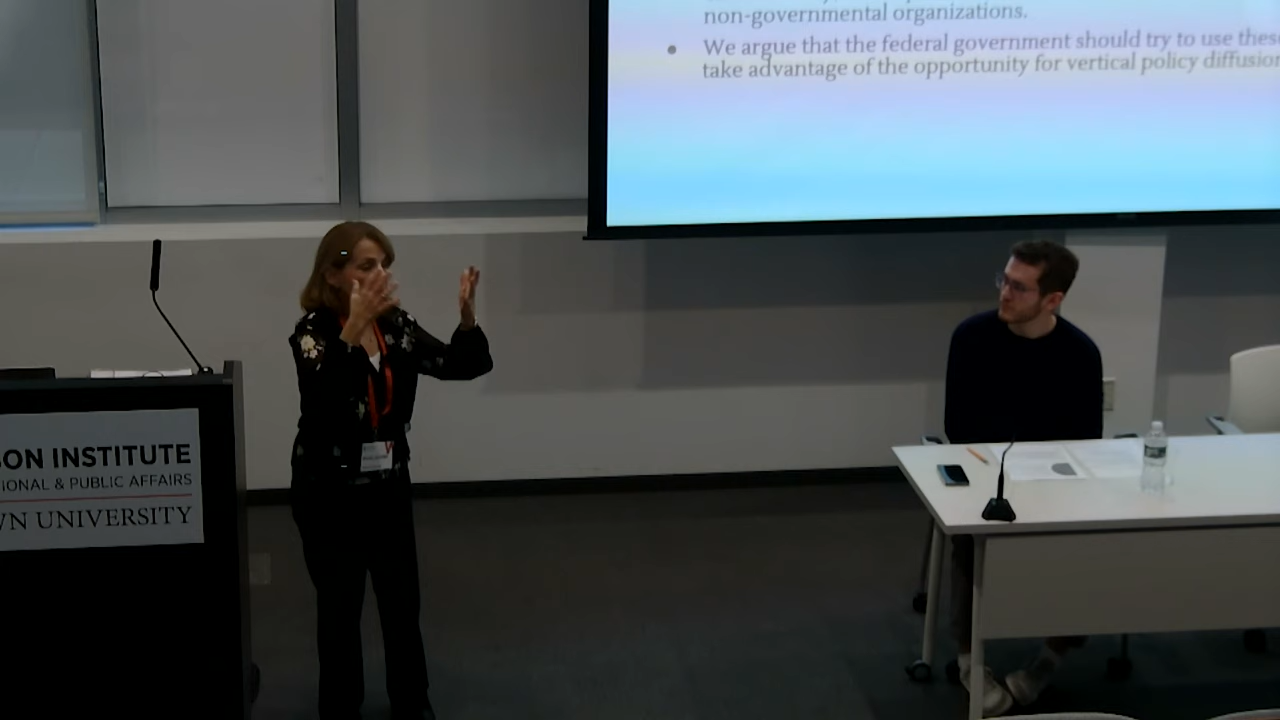 non-governmental organizations.
• We argue that the federal government should try to use these
take advantage of the opportunity for vertical policy diffusion
SON INSTITUTE
IONAL & PUBLIC AFFAIRS
WN UNIVERSITY